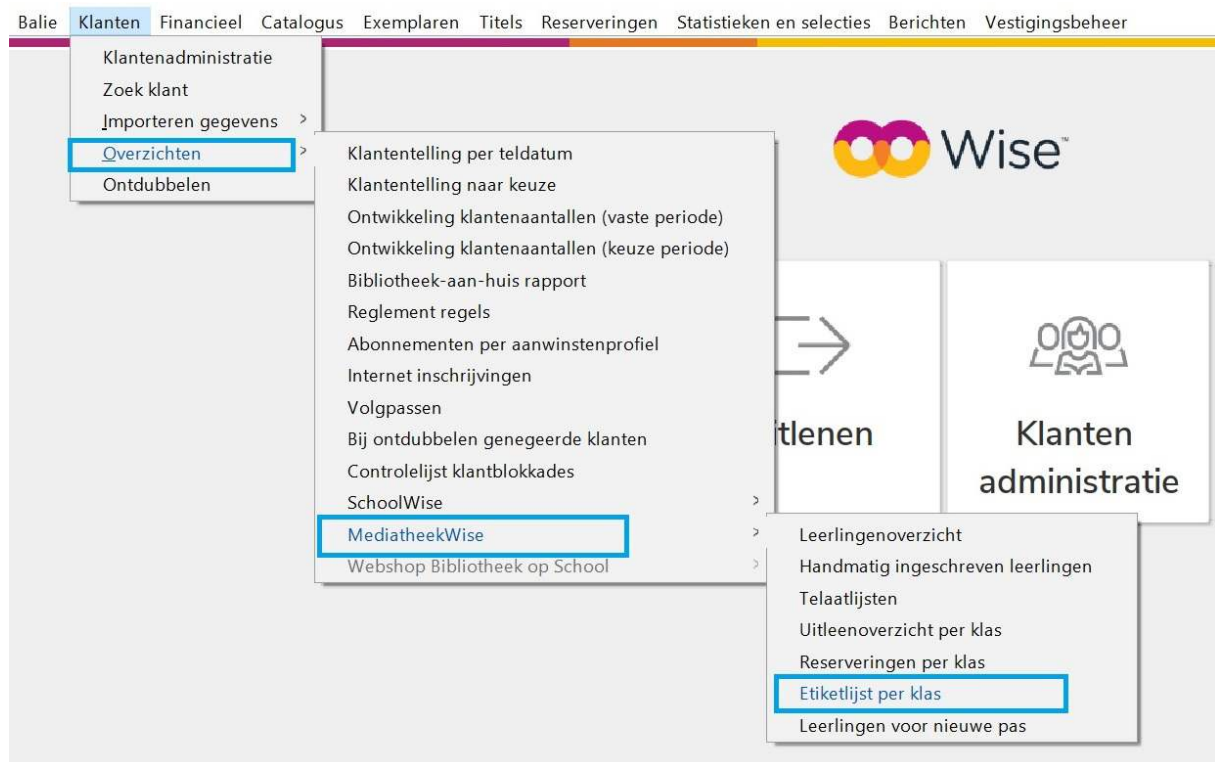 Balie Klanten Financieel Catalogus Exemplaren Titels Reserveringen Statistieken en selecties Berichten Vestigingsbeheer
Klantenadministratie
Zoek klant
Importeren gegevens >
Overzichten >
Ontdubbelen
Klantentelling per teldatum
Klantentelling naar keuze
Ontwikkeling klantenaantallen (vaste periode)
Ontwikkeling klantenaantallen (keuze periode)
Bibliotheek-aan-huis rapport
Reglement regels
Abonnementen per aanwinstenprofiel
Internet inschrijvingen
Volgpassen
Bij ontdubbelen genegeerde klanten
Controlelijst klantblokkades
SchoolWise >
MediatheekWise >
Webshop Bibliotheek op School >
Leerlingenoverzicht
Handmatig ingeschreven leerlingen
Telaatlijsten
Uitleenoverzicht per klas
Reserveringen per klas
Etiketlijst per klas
Leerlingen voor nieuwe pas
Wise™
itlenen
Klanten
administratie